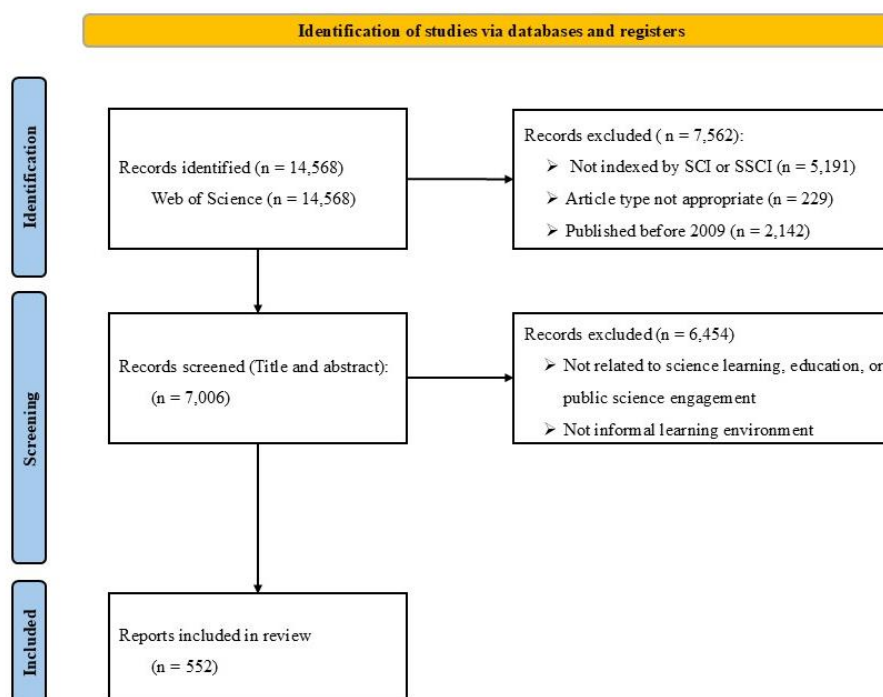 Identification of studies via databases and registers
Identification
Records identified (n = 14,568)
Web of Science (n = 14,568)
Records excluded ( n = 7,562):
➢ Not indexed by SCI or SSCI (n = 5,191)
➢ Article type not appropriate (n = 229)
➢ Published before 2009 (n = 2,142)
Screening
Records screened (Title and abstract):
(n = 7,006)
Records excluded (n = 6,454)
➢ Not related to science learning, education, or
public science engagement
➢ Not informal learning environment
Included
Reports included in review
(n = 552)